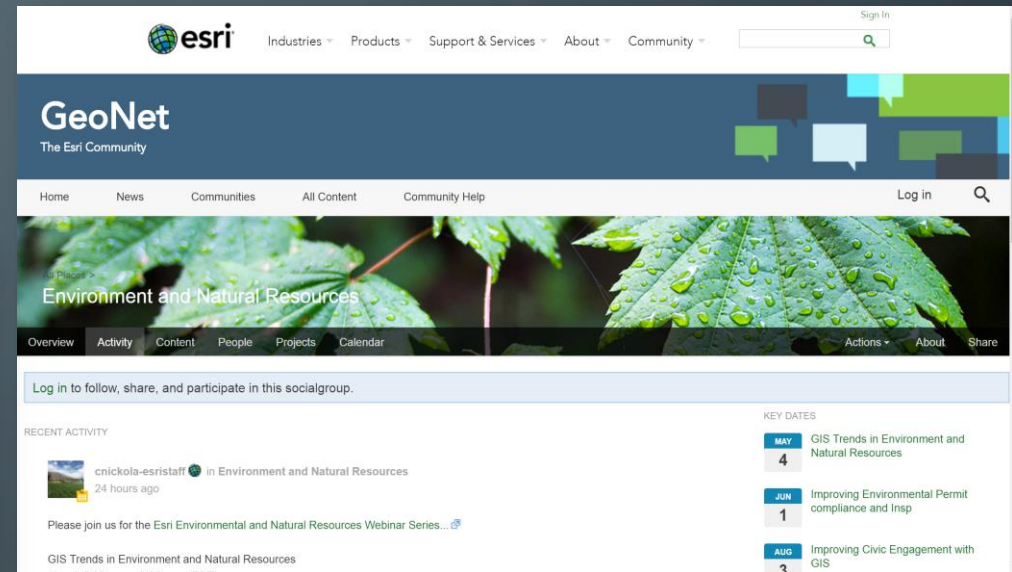 Sign In
esri
Industries Products Support & Services About Community
GeoNet
The Esri Community
Home News Communities All Content Community Help Log in
All Places >
Environment and Natural Resources
Overview Activity Content People Projects Calendar Actions About Share
Log in to follow, share, and participate in this socialgroup.
RECENT ACTIVITY
cnickola-esristaff in Environment and Natural Resources
24 hours ago
Please join us for the Esri Environmental and Natural Resources Webinar Series...
GIS Trends in Environment and Natural Resources
KEY DATES
MAY
4
GIS Trends in Environment and
Natural Resources
JUN
1
Improving Environmental Permit
compliance and Insp
AUG
3
Improving Civic Engagement with
GIS